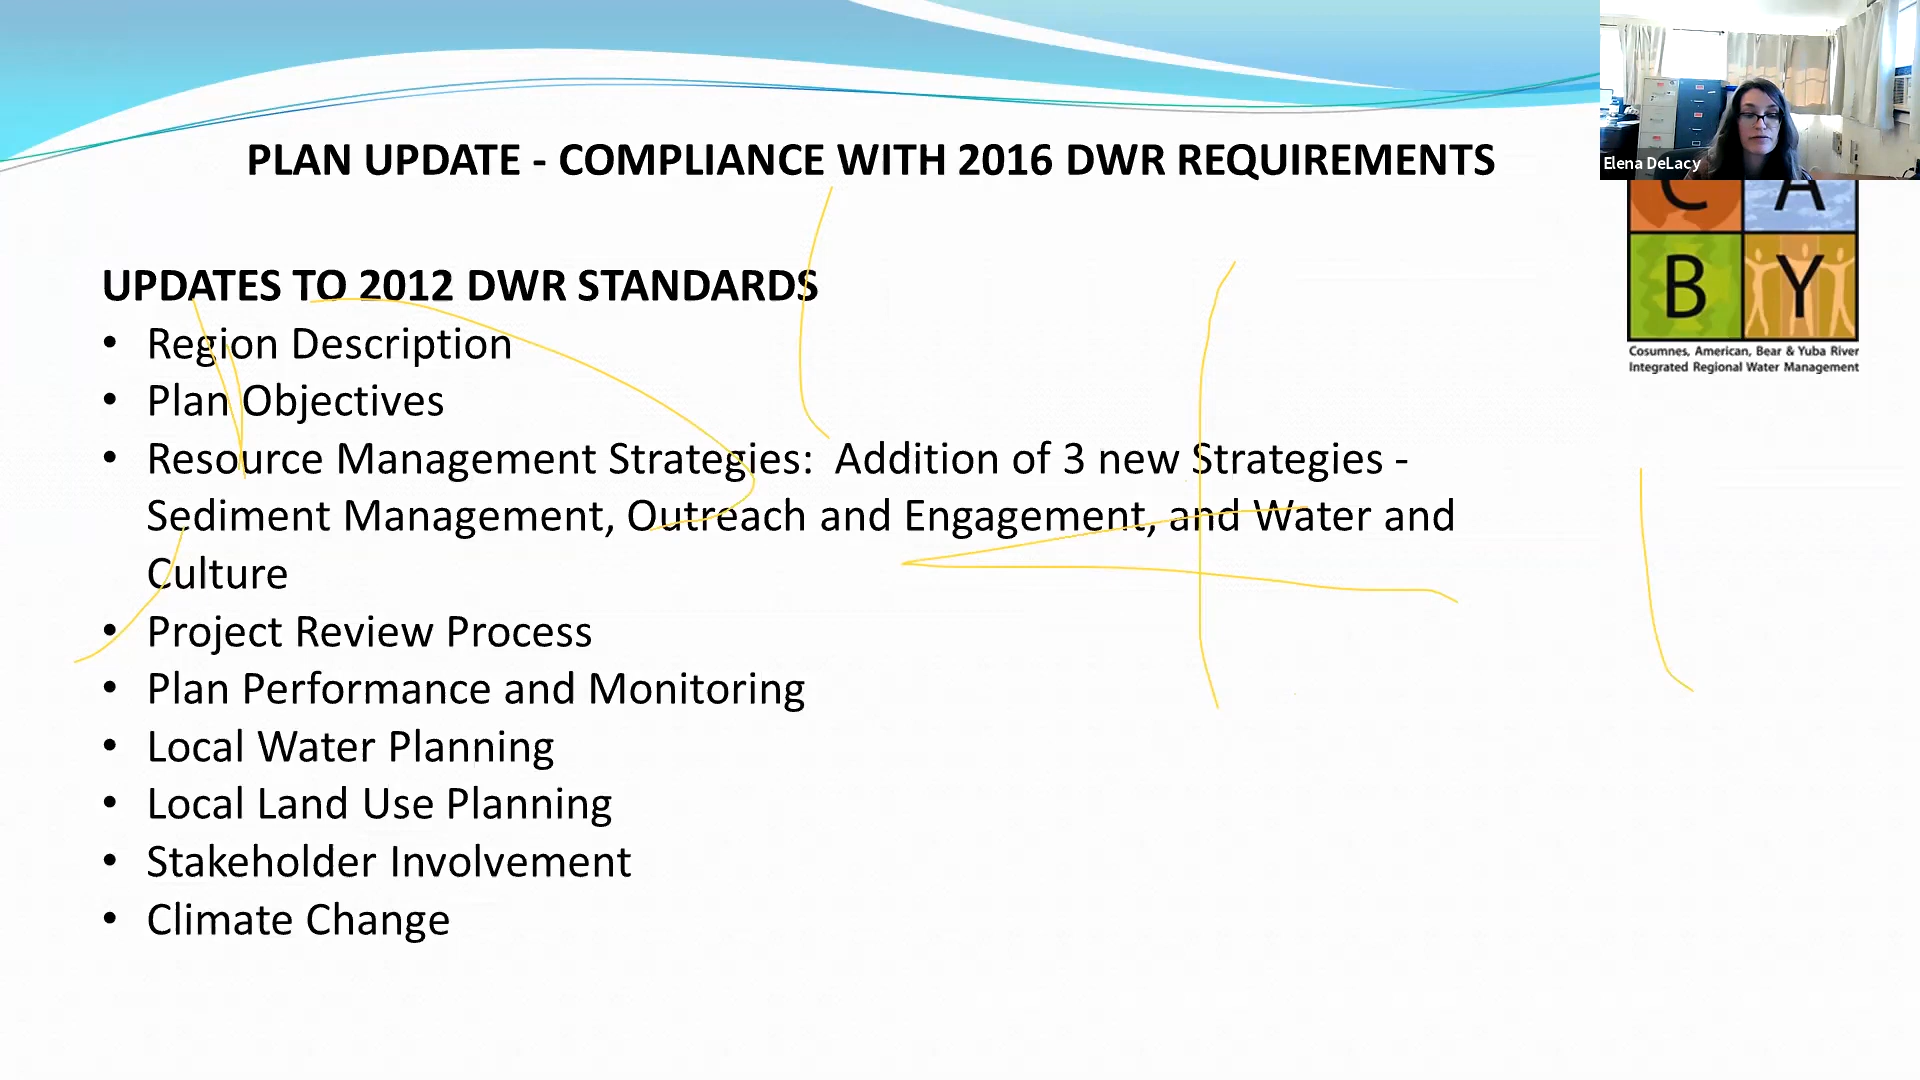 PLAN UPDATE - COMPLIANCE WITH 2016 DWR REQUIREMENTS
Elena DeLacy
C A
B Y
Cosumnes, American, Bear & Yuba River
Integrated Regional Water Management
UPDATES TO 2012 DWR STANDARDS
• Region Description
• Plan Objectives
• Resource Management Strategies: Addition of 3 new Strategies -
Sediment Management, Outreach and Engagement, and Water and
Culture
• Project Review Process
• Plan Performance and Monitoring
• Local Water Planning
• Local Land Use Planning
• Stakeholder Involvement
• Climate Change